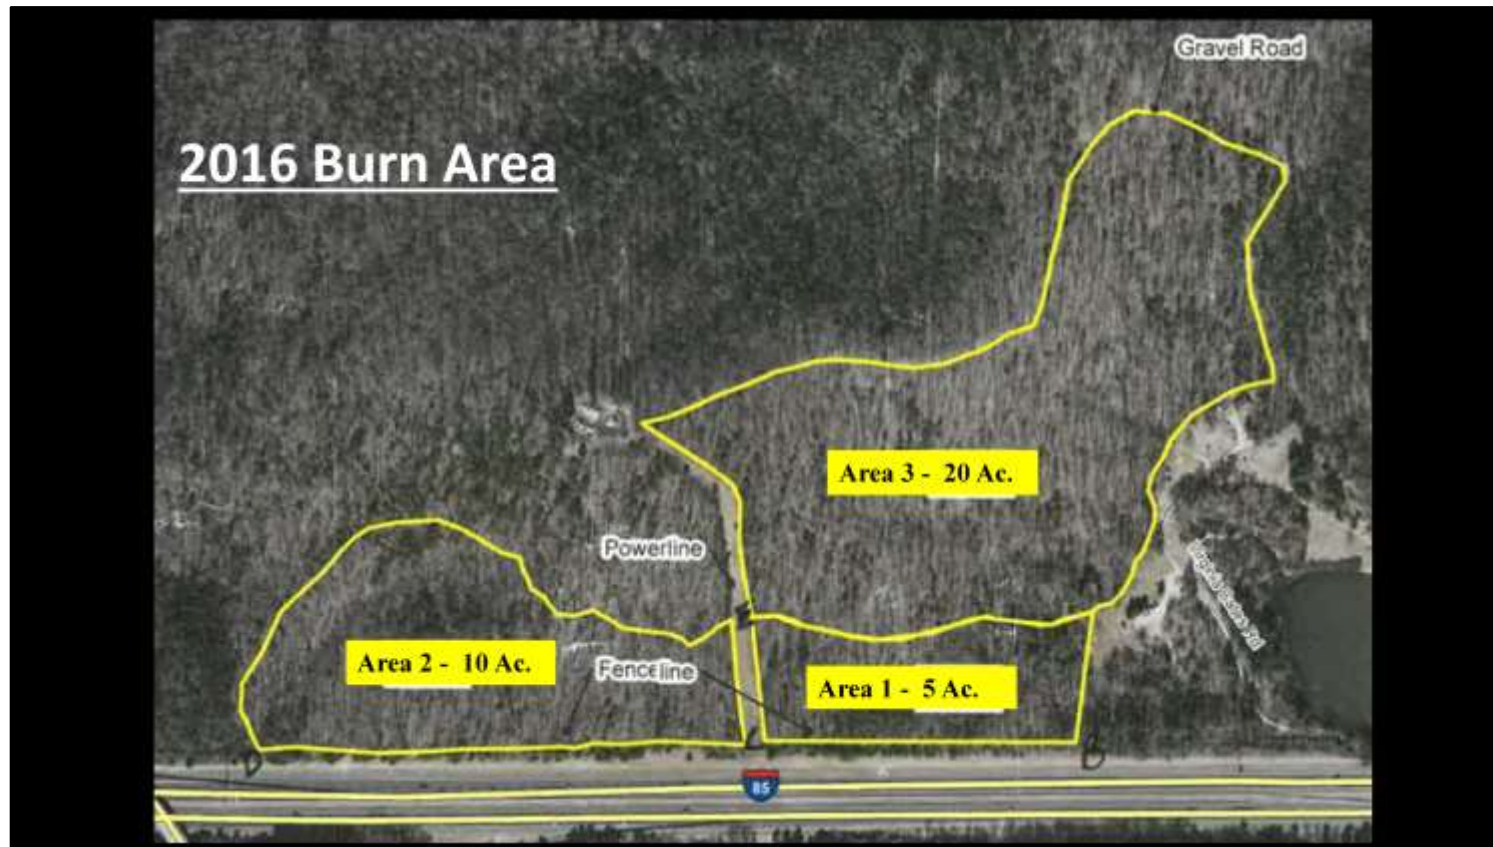 Gravel Road
2016 Burn Area
Area 3 - 20 Ac.
Powerline
Area 2 - 10 Ac.
Fenceline
Area 1 - 5 Ac.
Rd
D
L
B
85